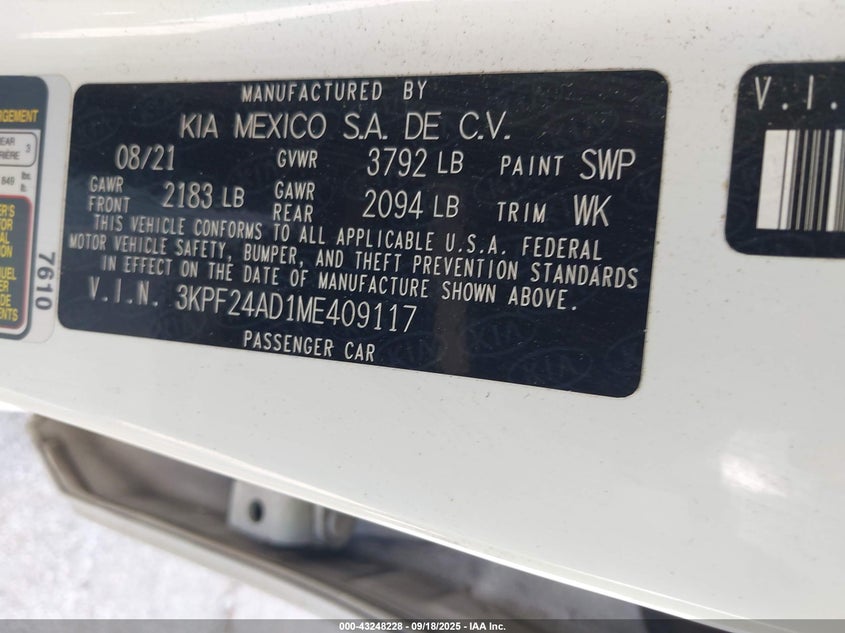 MANUFACTURED BY
KIA MEXICO S.A. DE C.V.
08/21 GVWR 3792 LB PAINT SWP
GAWR FRONT 2183 LB GAWR REAR 2094 LB TRIM WK
THIS VEHICLE CONFORMS TO ALL APPLICABLE U.S.A. FEDERAL
MOTOR VEHICLE SAFETY, BUMPER, AND THEFT PREVENTION STANDARDS
IN EFFECT ON THE DATE OF MANUFACTURE SHOWN ABOVE.
V.I.N. 3KPF24AD1ME409117
PASSENGER CAR
7610
3
849
V.I.
000-43248228 - 09/18/2025 - IAA Inc.